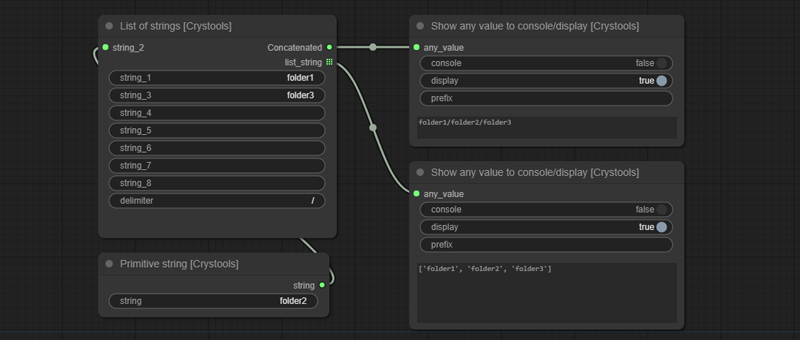 List of strings [Crystools]
string_2
Concatenated
list_string
string_1 folder1
string_3 folder3
string_4
string_5
string_6
string_7
string_8
delimiter /
Primitive string [Crystools]
string
string folder2
Show any value to console/display [Crystools]
any_value
console false
display true
prefix
folder1/folder2/folder3
Show any value to console/display [Crystools]
any_value
console false
display true
prefix
['folder1', 'folder2', 'folder3']